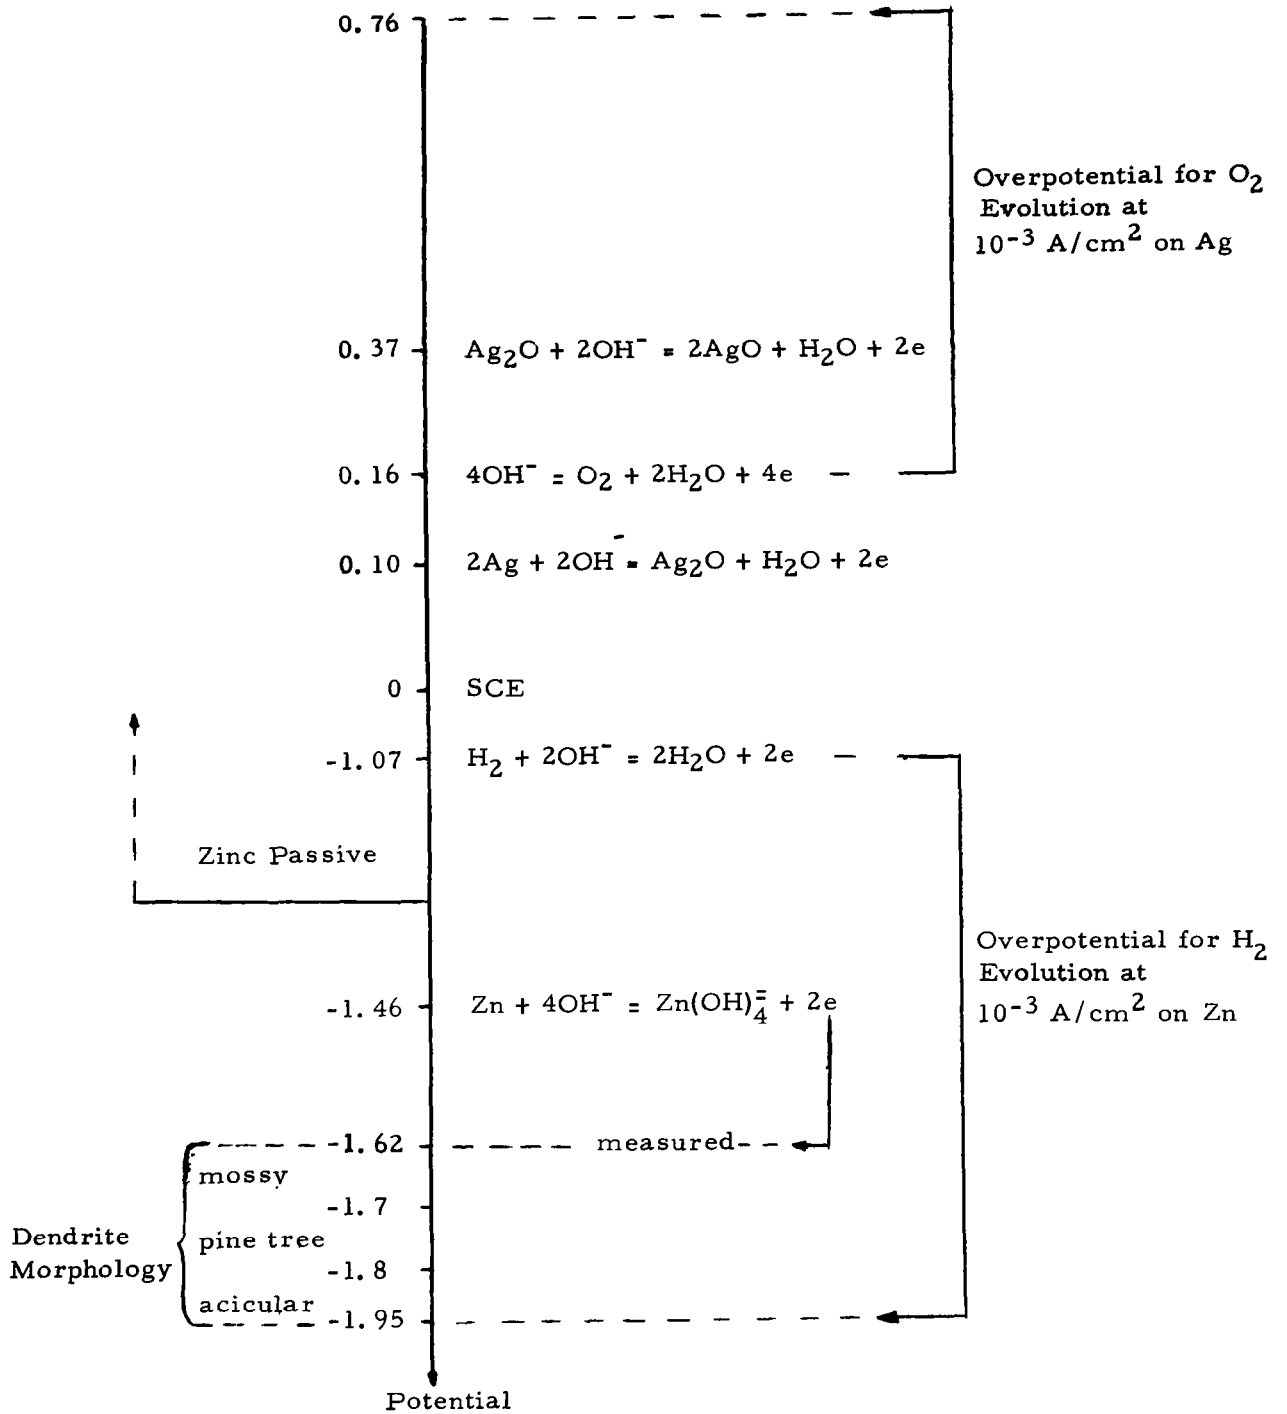 0.76
Overpotential for O₂
Evolution at
10⁻³ A/cm² on Ag
0.37 Ag₂O + 2OH⁻ = 2AgO + H₂O + 2e
0.16 4OH⁻ = O₂ + 2H₂O + 4e
0.10 2Ag + 2OH⁻ = Ag₂O + H₂O + 2e
0 SCE
-1.07 H₂ + 2OH⁻ = 2H₂O + 2e
Zinc Passive
Overpotential for H₂
Evolution at
10⁻³ A/cm² on Zn
-1.46 Zn + 4OH⁻ = Zn(OH)₄⁼ + 2e
-1.62 measured
mossy
-1.7
Dendrite
Morphology
pine tree
-1.8
acicular
-1.95
Potential